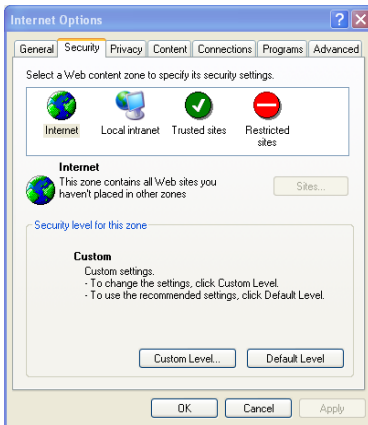 Internet Options
General Security Privacy Content Connections Programs Advanced
Select a Web content zone to specify its security settings.
Internet Local intranet Trusted sites Restricted
sites
Internet
This zone contains all Web sites you
haven't placed in other zones
Sites...
Security level for this zone
Custom
Custom settings.
- To change the settings, click Custom Level.
- To use the recommended settings, click Default Level.
Custom Level... Default Level
OK Cancel Apply